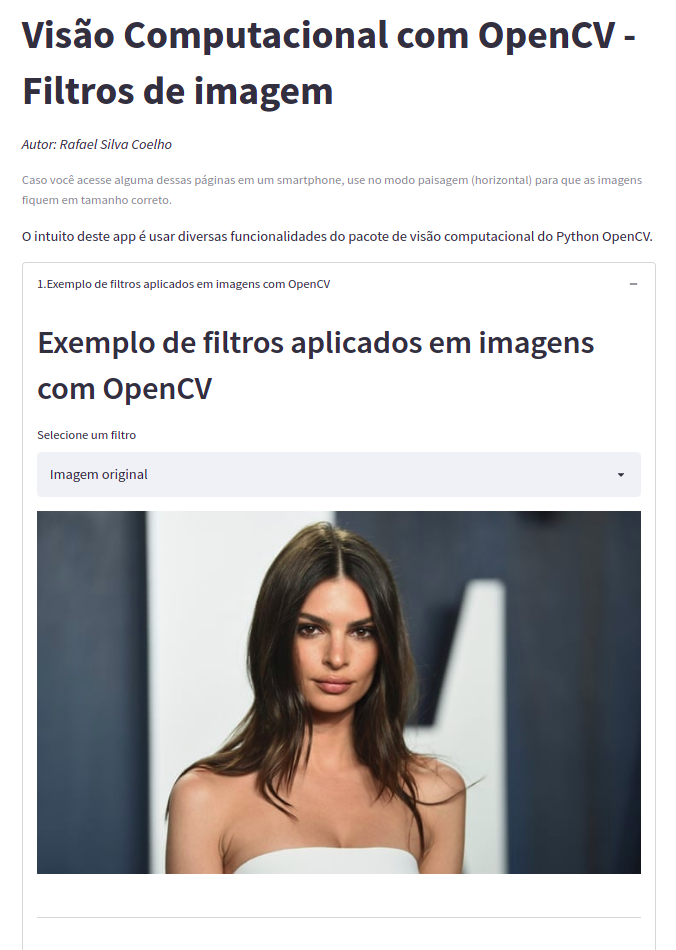 Visão Computacional com OpenCV -
Filtros de imagem
Autor: Rafael Silva Coelho
Caso você acesse alguma dessas páginas em um smartphone, use no modo paisagem (horizontal) para que as imagens
fiquem em tamanho correto.
O intuito deste app é usar diversas funcionalidades do pacote de visão computacional do Python OpenCV.
1.Exemplo de filtros aplicados em imagens com OpenCV
Exemplo de filtros aplicados em imagens
com OpenCV
Selecione um filtro
Imagem original